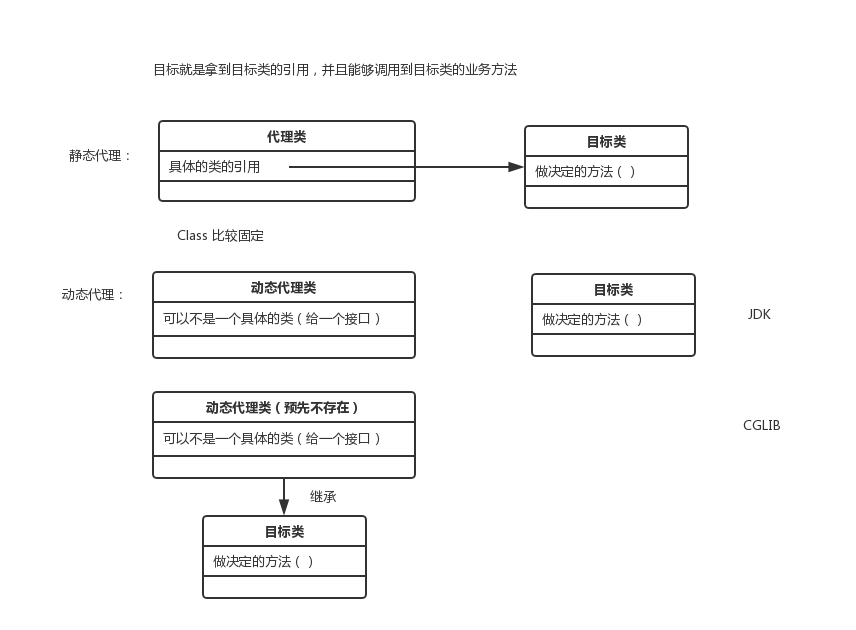 目标就是拿到目标类的引用，并且能够调用到目标类的业务方法
静态代理：
代理类
具体的类的引用
目标类
做决定的方法（ ）
Class 比较固定
动态代理：
动态代理类
可以不是一个具体的类（给一个接口）
目标类
做决定的方法（ ）
JDK
动态代理类（预先不存在）
可以不是一个具体的类（给一个接口）
CGLIB
继承
目标类
做决定的方法（ ）